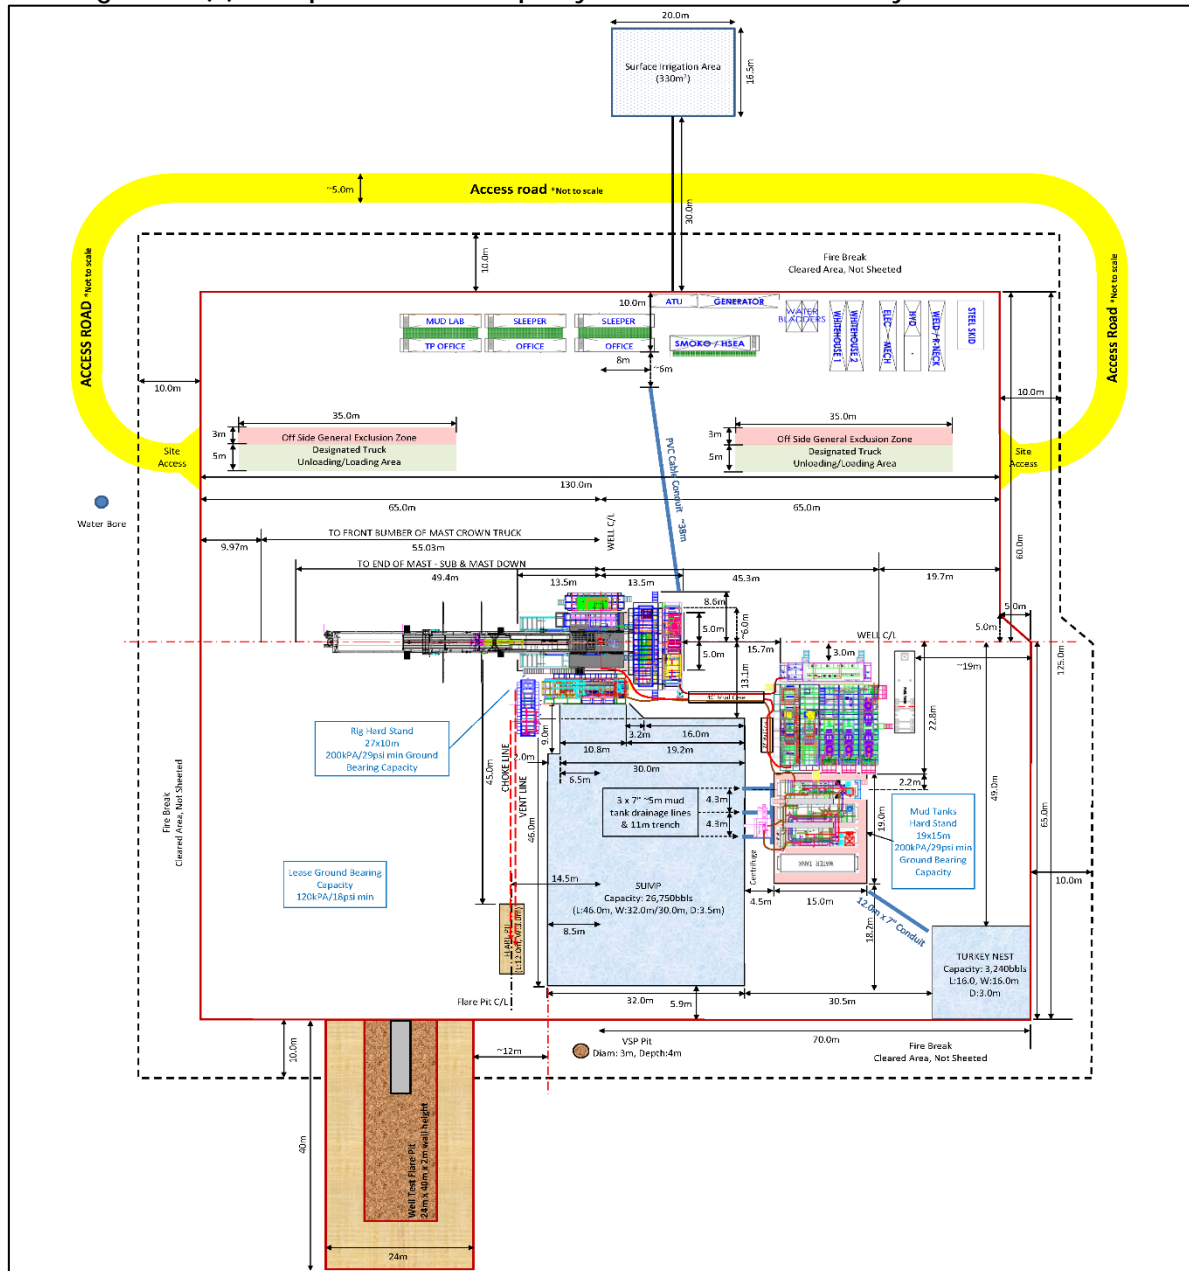 20.0m
Surface Irrigation Area
(330m²)
16.5m
~5.0m
Access road *Not to scale
30.0m
10.0m
Fire Break
Cleared Area, Not Sheeted
ACCESS ROAD *Not to scale
Access Road *Not to scale
10.0m
ATU
GENERATOR
MUD LAB
SLEEPER
SLEEPER
TP OFFICE
OFFICE
OFFICE
SMOKO / HSEA
WATER
BLADDERS
WHITEHOUSE 1
WHITEHOUSE 2
ELEC
MECH
WELD / R-NECK
STEEL SKID
8m
~6m
10.0m
10.0m
35.0m
35.0m
3m
Off Side General Exclusion Zone
3m
Off Side General Exclusion Zone
5m
Designated Truck
Unloading/Loading Area
5m
Designated Truck
Unloading/Loading Area
Site
Access
Site
Access
PVC Cable Conduit ~38m
130.0m
65.0m
65.0m
Water Bore
WELL C/L
60.0m
TO FRONT BUMBER OF MAST CROWN TRUCK
9.97m
55.03m
TO END OF MAST - SUB & MAST DOWN
49.4m
13.5m
13.5m
45.3m
19.7m
8.6m
5.0m
~6.0m
5.0m
5.0m
5.0m
WELL C/L
15.7m
3.0m
~19m
125.0m
13.1m
22.8m
Rig Hard Stand
27x10m
200kPA/29psi min Ground
Bearing Capacity
9.0m
3.2m
16.0m
10.8m
19.2m
30.0m
6.5m
45.0m
CHOKE LINE
VENT LINE
46.0m
3 x 7" ~5m mud
tank drainage lines
& 11m trench
4.3m
4.3m
2.2m
19.0m
49.0m
65.0m
Mud Tanks
Hard Stand
19x15m
200kPA/29psi min
Ground Bearing
Capacity
WATER TANK
Centrifuge
Fire Break
Cleared Area, Not Sheeted
Lease Ground Bearing
Capacity
120kPA/18psi min
14.5m
SUMP
Capacity: 26,750bbls
(L:46.0m, W:32.0m/30.0m, D:3.5m)
4.5m
15.0m
10.0m
8.5m
FLARE PIT
(L:12.0m, W:3.0m)
18.2m
12.0m x 7" Conduit
TURKEY NEST
Capacity: 3,240bbls
L:16.0, W:16.0m
D:3.0m
Flare Pit C/L
32.0m
5.9m
30.5m
70.0m
10.0m
~12m
VSP Pit
Diam: 3m, Depth:4m
Fire Break
Cleared Area, Not Sheeted
40m
Well Test Flare Pit
24m x 40m x 2m wall height
24m